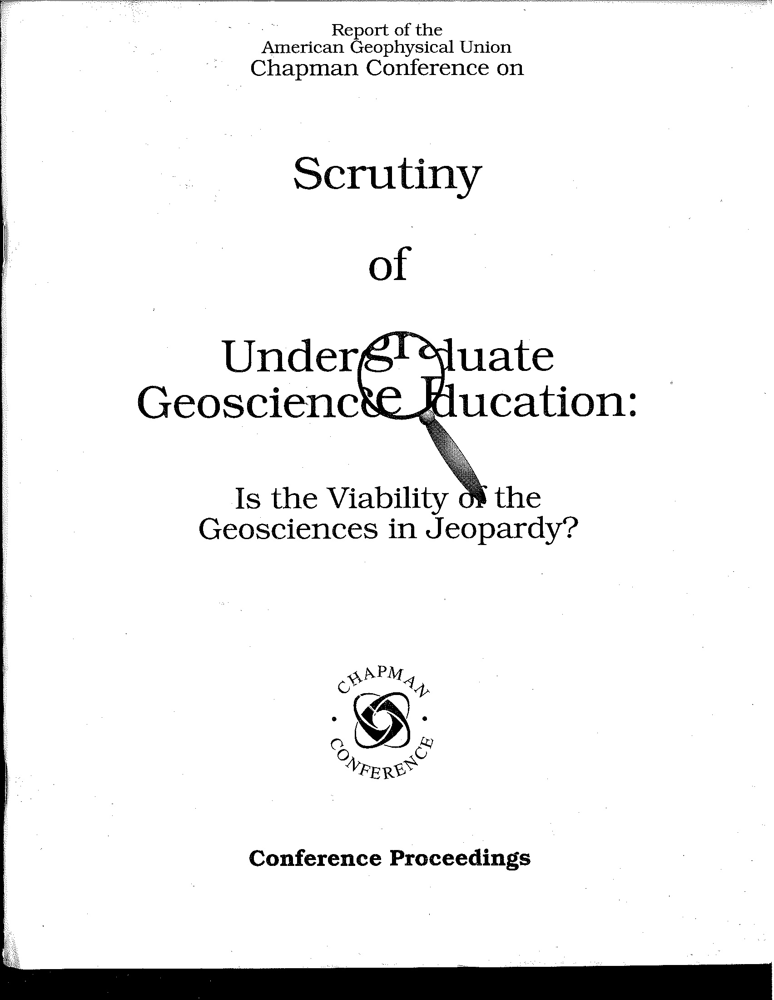 Report of the
American Geophysical Union
Chapman Conference on
Scrutiny
of
Undergraduate
Geoscience Education:
Is the Viability of the
Geosciences in Jeopardy?
CHAPMAN
CONFERENCE
Conference Proceedings